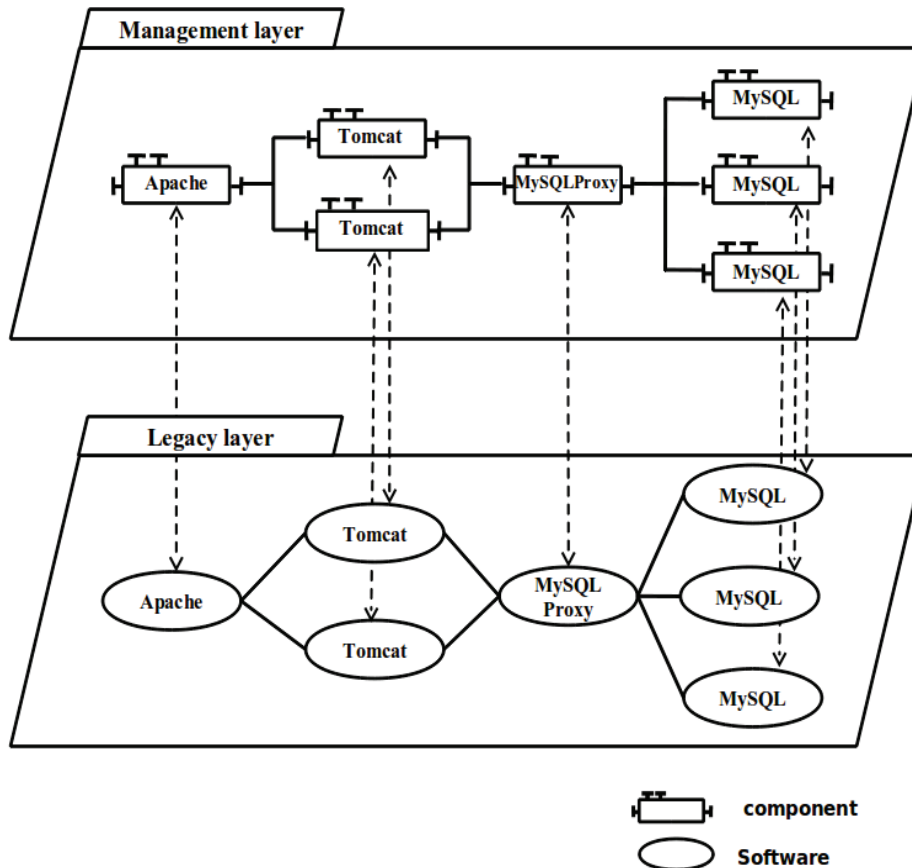 Management layer
MySQL
Tomcat
Apache
MySQLProxy
MySQL
Tomcat
MySQL
Legacy layer
MySQL
Tomcat
Apache
MySQL
Proxy
MySQL
Tomcat
MySQL
component
Software